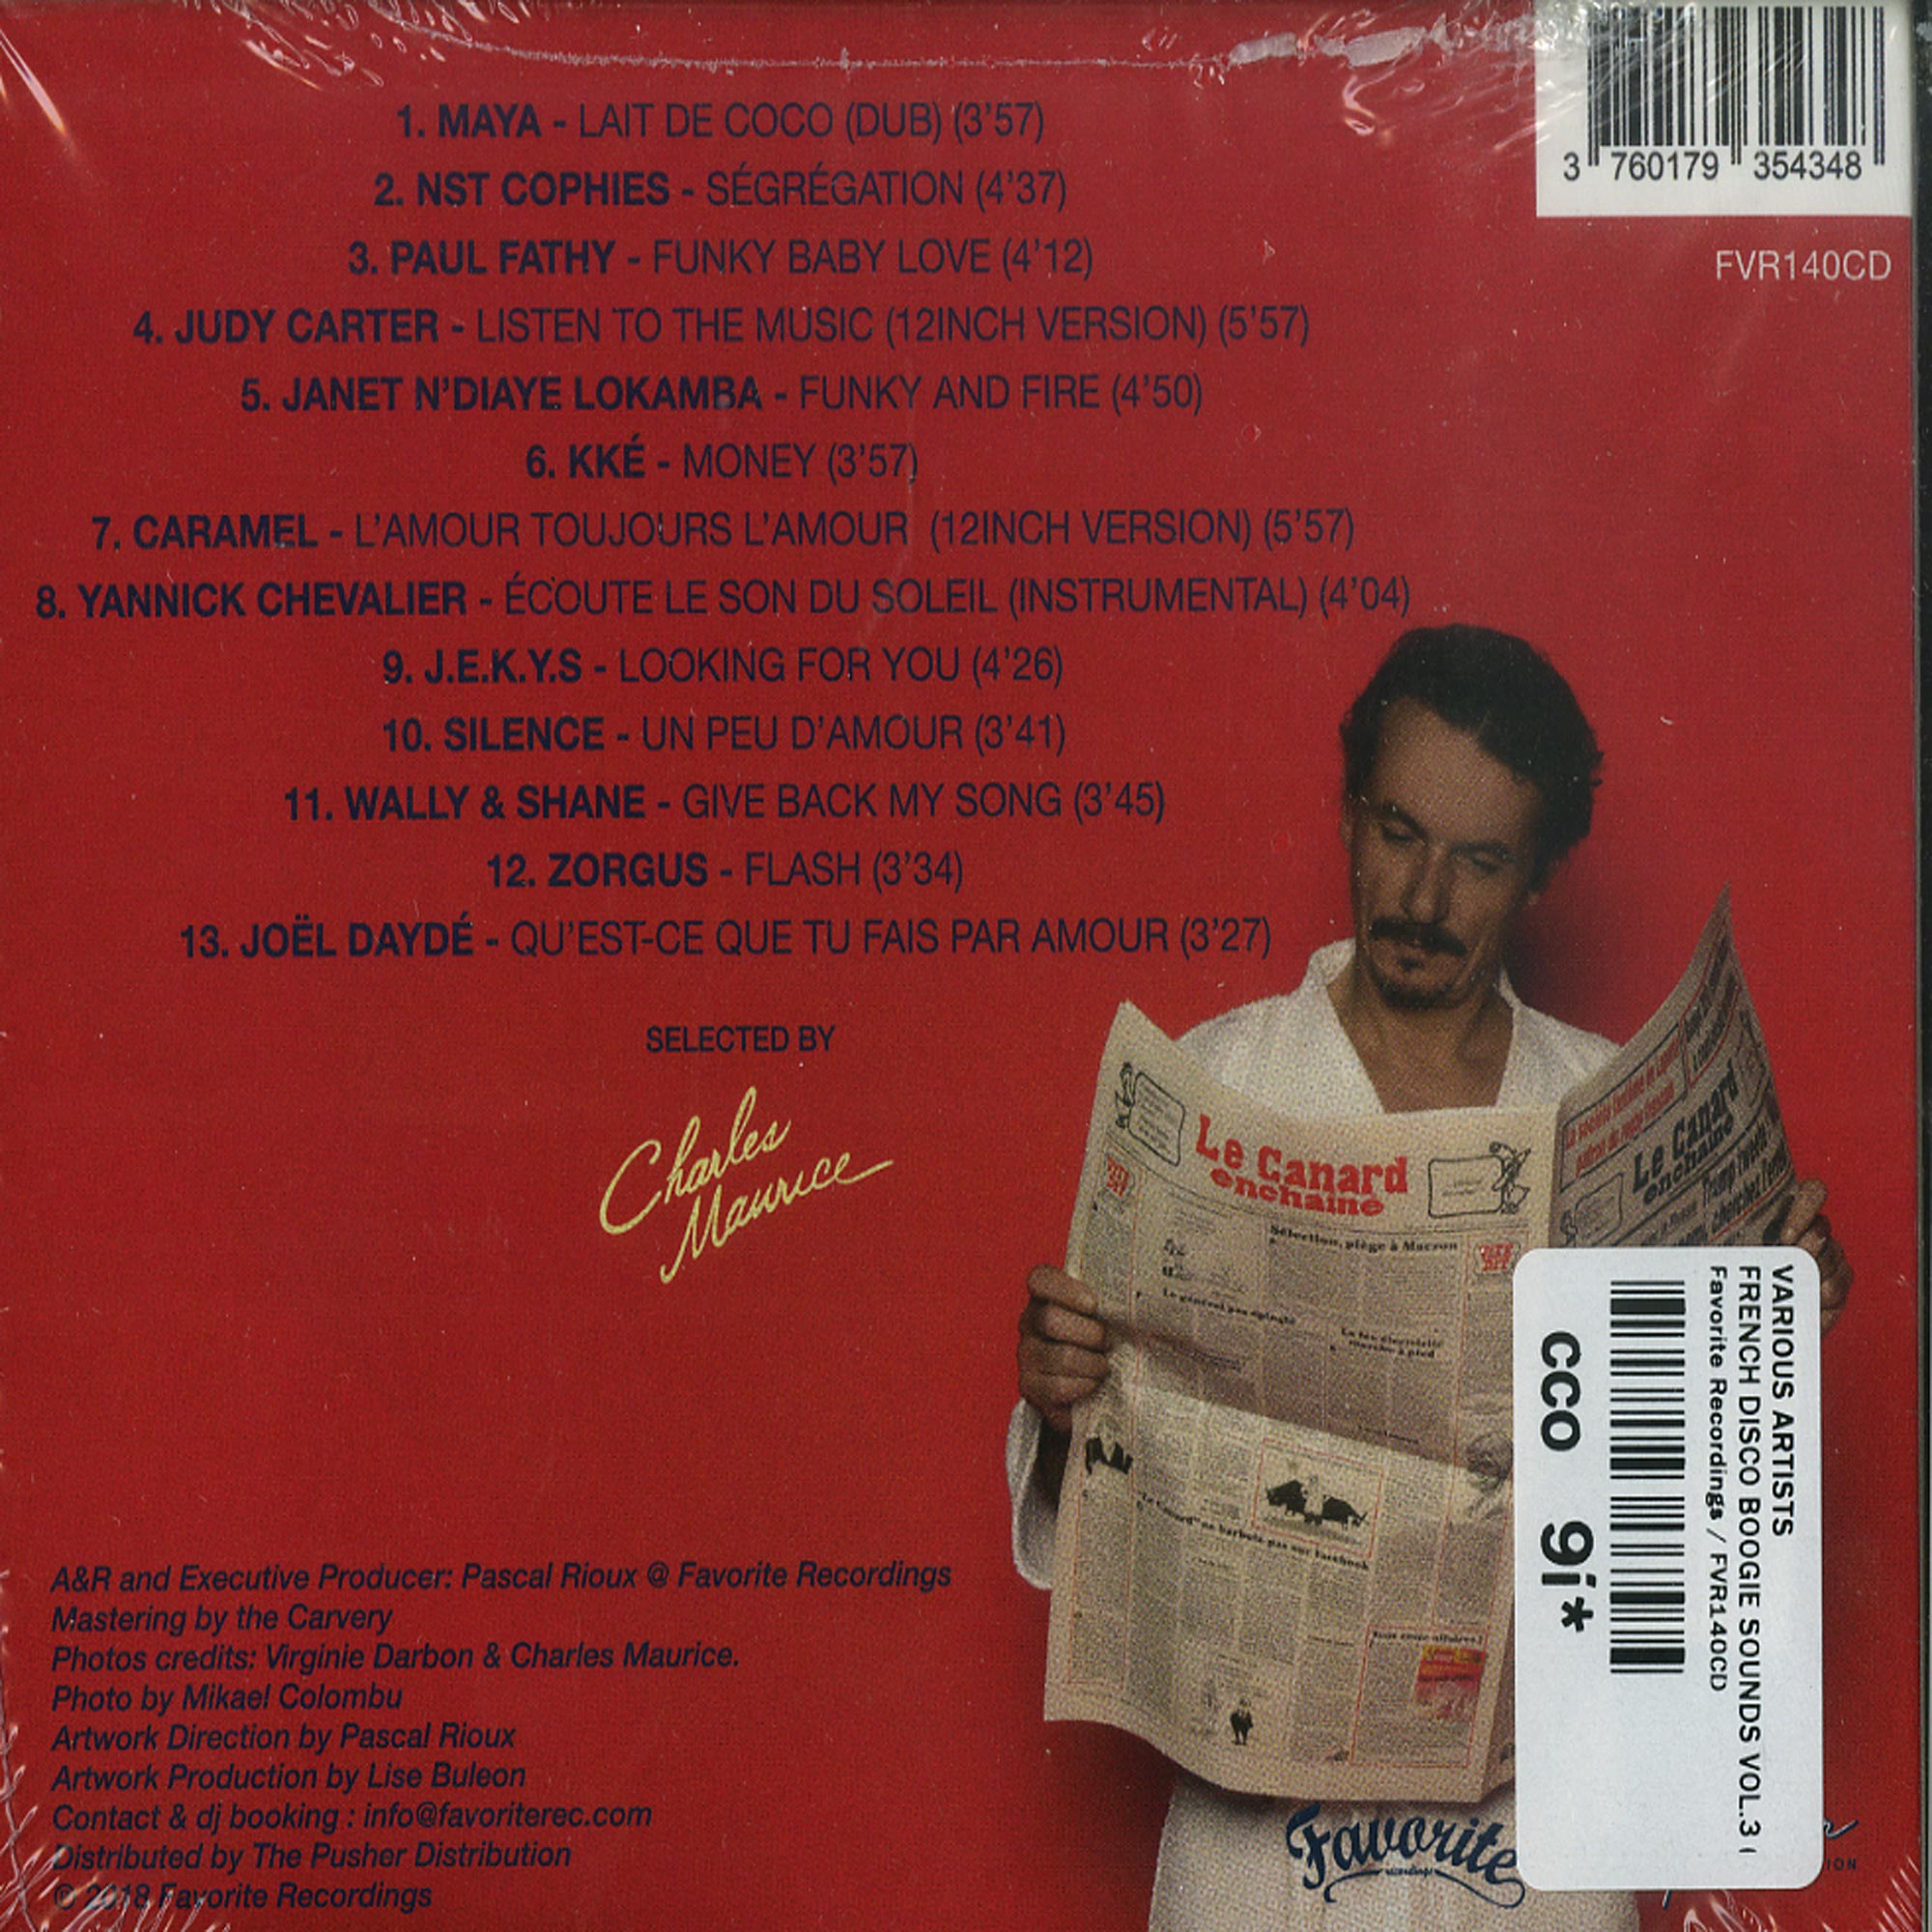 1. MAYA - LAIT DE COCO (DUB) (3'57)
2. NST COPHIES - SÉGRÉGATION (4'37)
3. PAUL FATHY - FUNKY BABY LOVE (4'12)
4. JUDY CARTER - LISTEN TO THE MUSIC (12INCH VERSION) (5'57)
5. JANET N'DIAYE LOKAMBA - FUNKY AND FIRE (4'50)
6. KKÉ - MONEY (3'57)
7. CARAMEL - L'AMOUR TOUJOURS L'AMOUR (12INCH VERSION) (5'57)
8. YANNICK CHEVALIER - ÉCOUTE LE SON DU SOLEIL (INSTRUMENTAL) (4'04)
9. J.E.K.Y.S - LOOKING FOR YOU (4'26)
10. SILENCE - UN PEU D'AMOUR (3'41)
11. WALLY & SHANE - GIVE BACK MY SONG (3'45)
12. ZORGUS - FLASH (3'34)
13. JOËL DAYDÉ - QU'EST-CE QUE TU FAIS PAR AMOUR (3'27)
SELECTED BY
Charles
Maurice
3 760179 354348
FVR140CD
Le Canard
enchaîné
Sélection, piège à Macron
Le Canard
enchaîné
VARIOUS ARTISTS
FRENCH DISCO BOOGIE SOUNDS VOL.3 (
Favorite Recordings / FVR140CD
CCO 9i*
A&R and Executive Producer: Pascal Rioux @ Favorite Recordings
Mastering by the Carvery
Photos credits: Virginie Darbon & Charles Maurice.
Photo by Mikael Colombu
Artwork Direction by Pascal Rioux
Artwork Production by Lise Buleon
Contact & dj booking : info@favoriterec.com
Distributed by The Pusher Distribution
© 2018 Favorite Recordings
Favorite
recordings